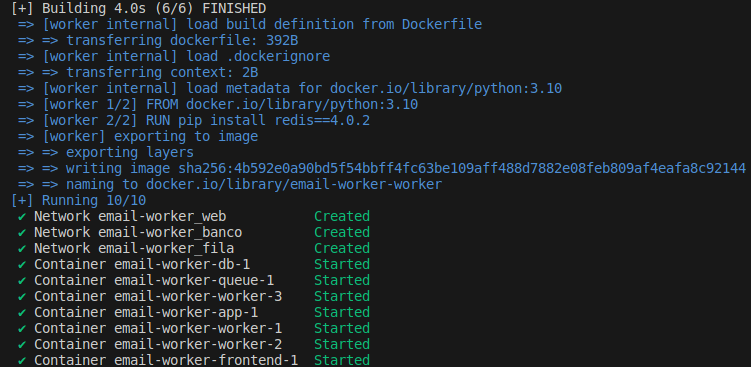 [+] Building 4.0s (6/6) FINISHED
=> [worker internal] load build definition from Dockerfile
=> => transferring dockerfile: 392B
=> [worker internal] load .dockerignore
=> => transferring context: 2B
=> [worker internal] load metadata for docker.io/library/python:3.10
=> [worker 1/2] FROM docker.io/library/python:3.10
=> [worker 2/2] RUN pip install redis==4.0.2
=> [worker] exporting to image
=> => exporting layers
=> => writing image sha256:4b592e0a90bd5f54bbff4fc63be109aff488d7882e08feb809af4eafa8c92144
=> => naming to docker.io/library/email-worker-worker
[+] Running 10/10
✔ Network email-worker_web Created
✔ Network email-worker_banco Created
✔ Network email-worker_fila Created
✔ Container email-worker-db-1 Started
✔ Container email-worker-queue-1 Started
✔ Container email-worker-worker-3 Started
✔ Container email-worker-app-1 Started
✔ Container email-worker-worker-1 Started
✔ Container email-worker-worker-2 Started
✔ Container email-worker-frontend-1 Started